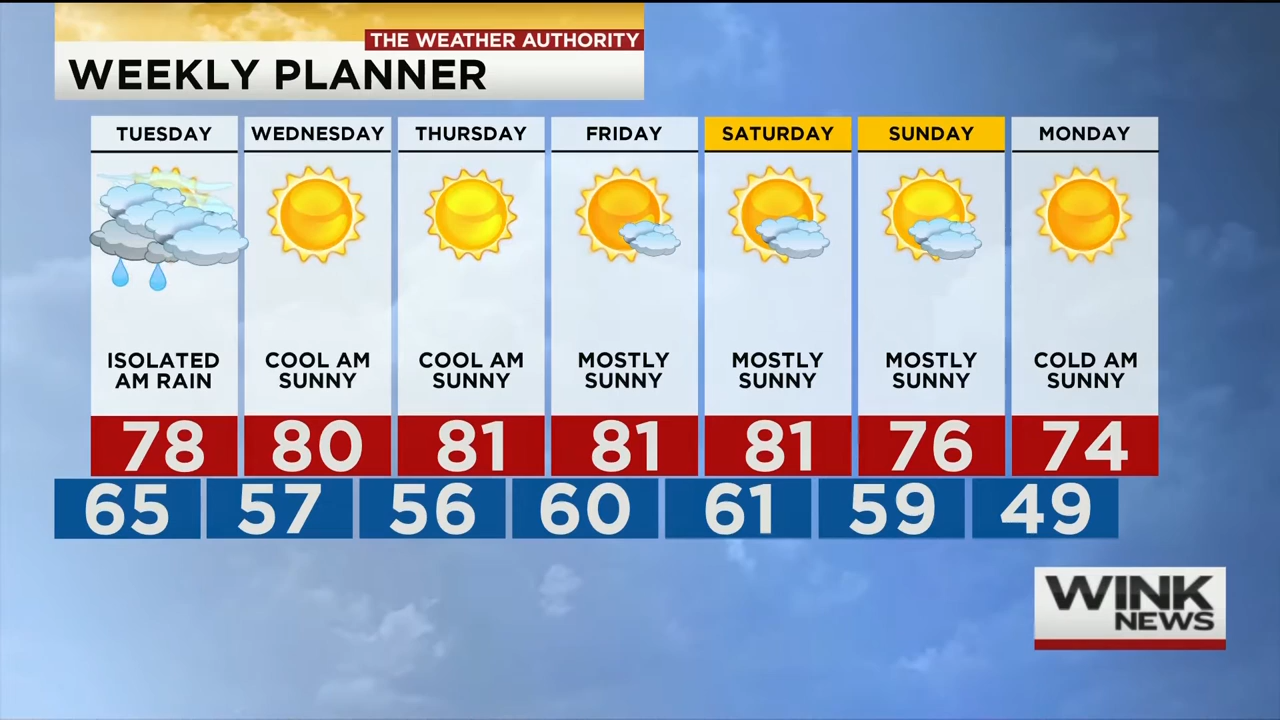 THE WEATHER AUTHORITY
WEEKLY PLANNER
TUESDAY WEDNESDAY THURSDAY FRIDAY SATURDAY SUNDAY MONDAY
ISOLATED COOL AM COOL AM MOSTLY MOSTLY MOSTLY COLD AM
AM RAIN SUNNY SUNNY SUNNY SUNNY SUNNY SUNNY
78 80 81 81 81 76 74
65 57 56 60 61 59 49
WINK
NEWS